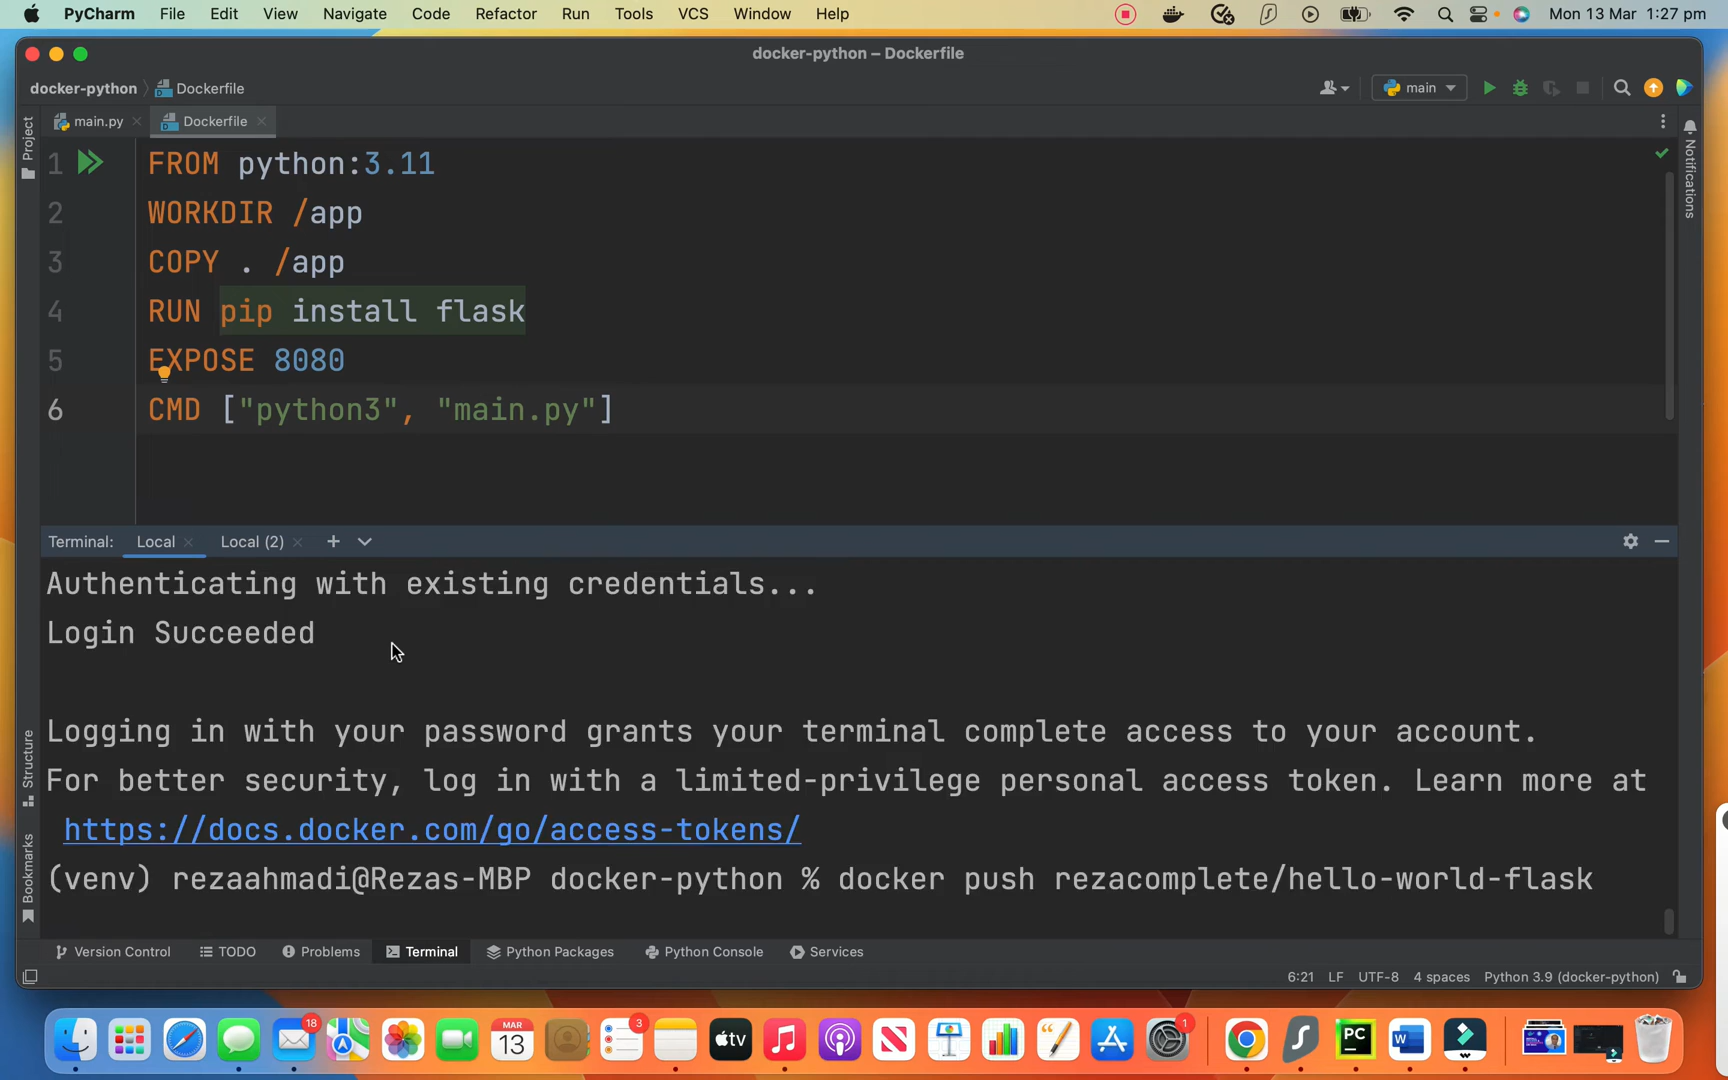 PyCharm File Edit View Navigate Code Refactor Run Tools VCS Window Help Mon 13 Mar 1:27 pm
docker-python – Dockerfile
docker-python Dockerfile main
main.py Dockerfile
Project
Notifications
1 FROM python:3.11
2 WORKDIR /app
3 COPY . /app
4 RUN pip install flask
5 EXPOSE 8080
6 CMD ["python3", "main.py"]
Terminal: Local Local (2)
Authenticating with existing credentials...
Login Succeeded
Logging in with your password grants your terminal complete access to your account.
For better security, log in with a limited-privilege personal access token. Learn more at
https://docs.docker.com/go/access-tokens/
(venv) rezaahmadi@Rezas-MBP docker-python % docker push rezacomplete/hello-world-flask
Structure
Bookmarks
Version Control TODO Problems Terminal Python Packages Python Console Services
6:21 LF UTF-8 4 spaces Python 3.9 (docker-python)
18 MAR 13 3 tv 1 PC W